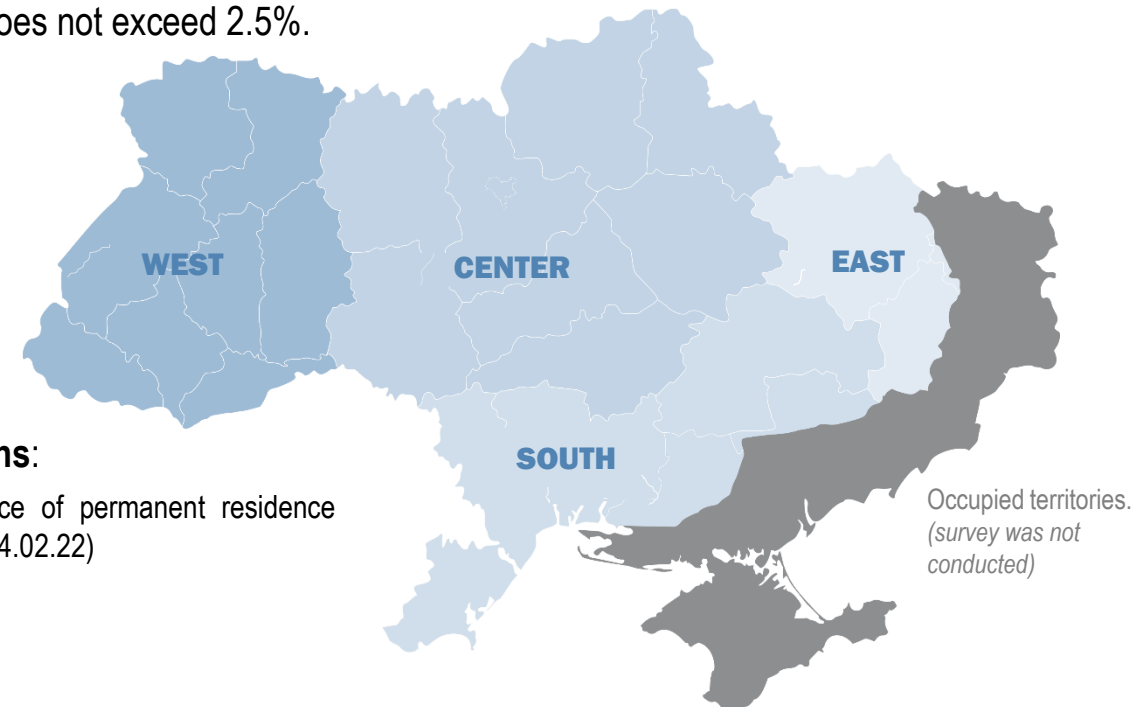 oes not exceed 2.5%.
WEST
CENTER
EAST
SOUTH
ns:
ce of permanent residence
4.02.22)
Occupied territories.
(survey was not
conducted)